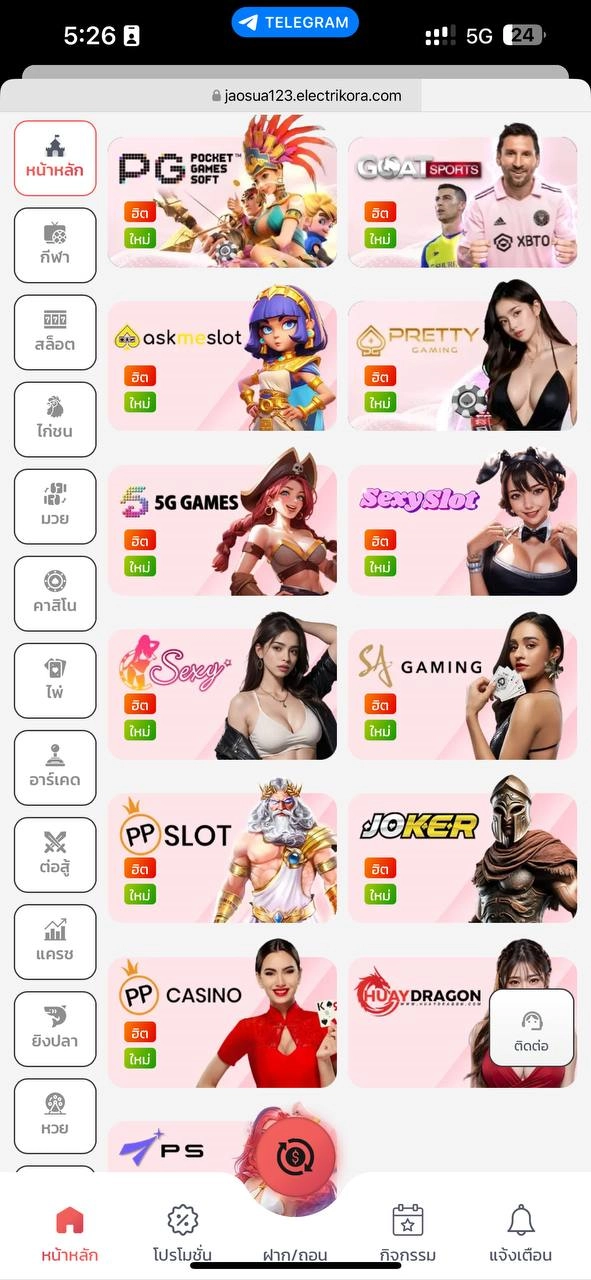 5:26
TELEGRAM
5G
24
jaosua123.electrikora.com
หน้าหลัก
กีฬา
สล็อต
ไก่ชน
มวย
คาสิโน
ไพ่
อาร์เคด
ต่อสู้
แครช
ยิงปลา
หวย
PG POCKET GAMES SOFT™
ฮิต
ใหม่
GOAT SPORTS
XBTO
ฮิต
ใหม่
askmeslot
ฮิต
ใหม่
PRETTY
GAMING
ฮิต
ใหม่
5 5G GAMES
ฮิต
ใหม่
SexySlot
ฮิต
ใหม่
Sexy
ฮิต
ใหม่
SA GAMING
ฮิต
ใหม่
PP SLOT
ฮิต
ใหม่
JOKER
ฮิต
ใหม่
PP CASINO
ฮิต
ใหม่
HUAYDRAGON
WWW.HUAYDRAGON.COM
ติดต่อ
PS
หน้าหลัก
โปรโมชั่น
ฝาก/ถอน
กิจกรรม
แจ้งเตือน